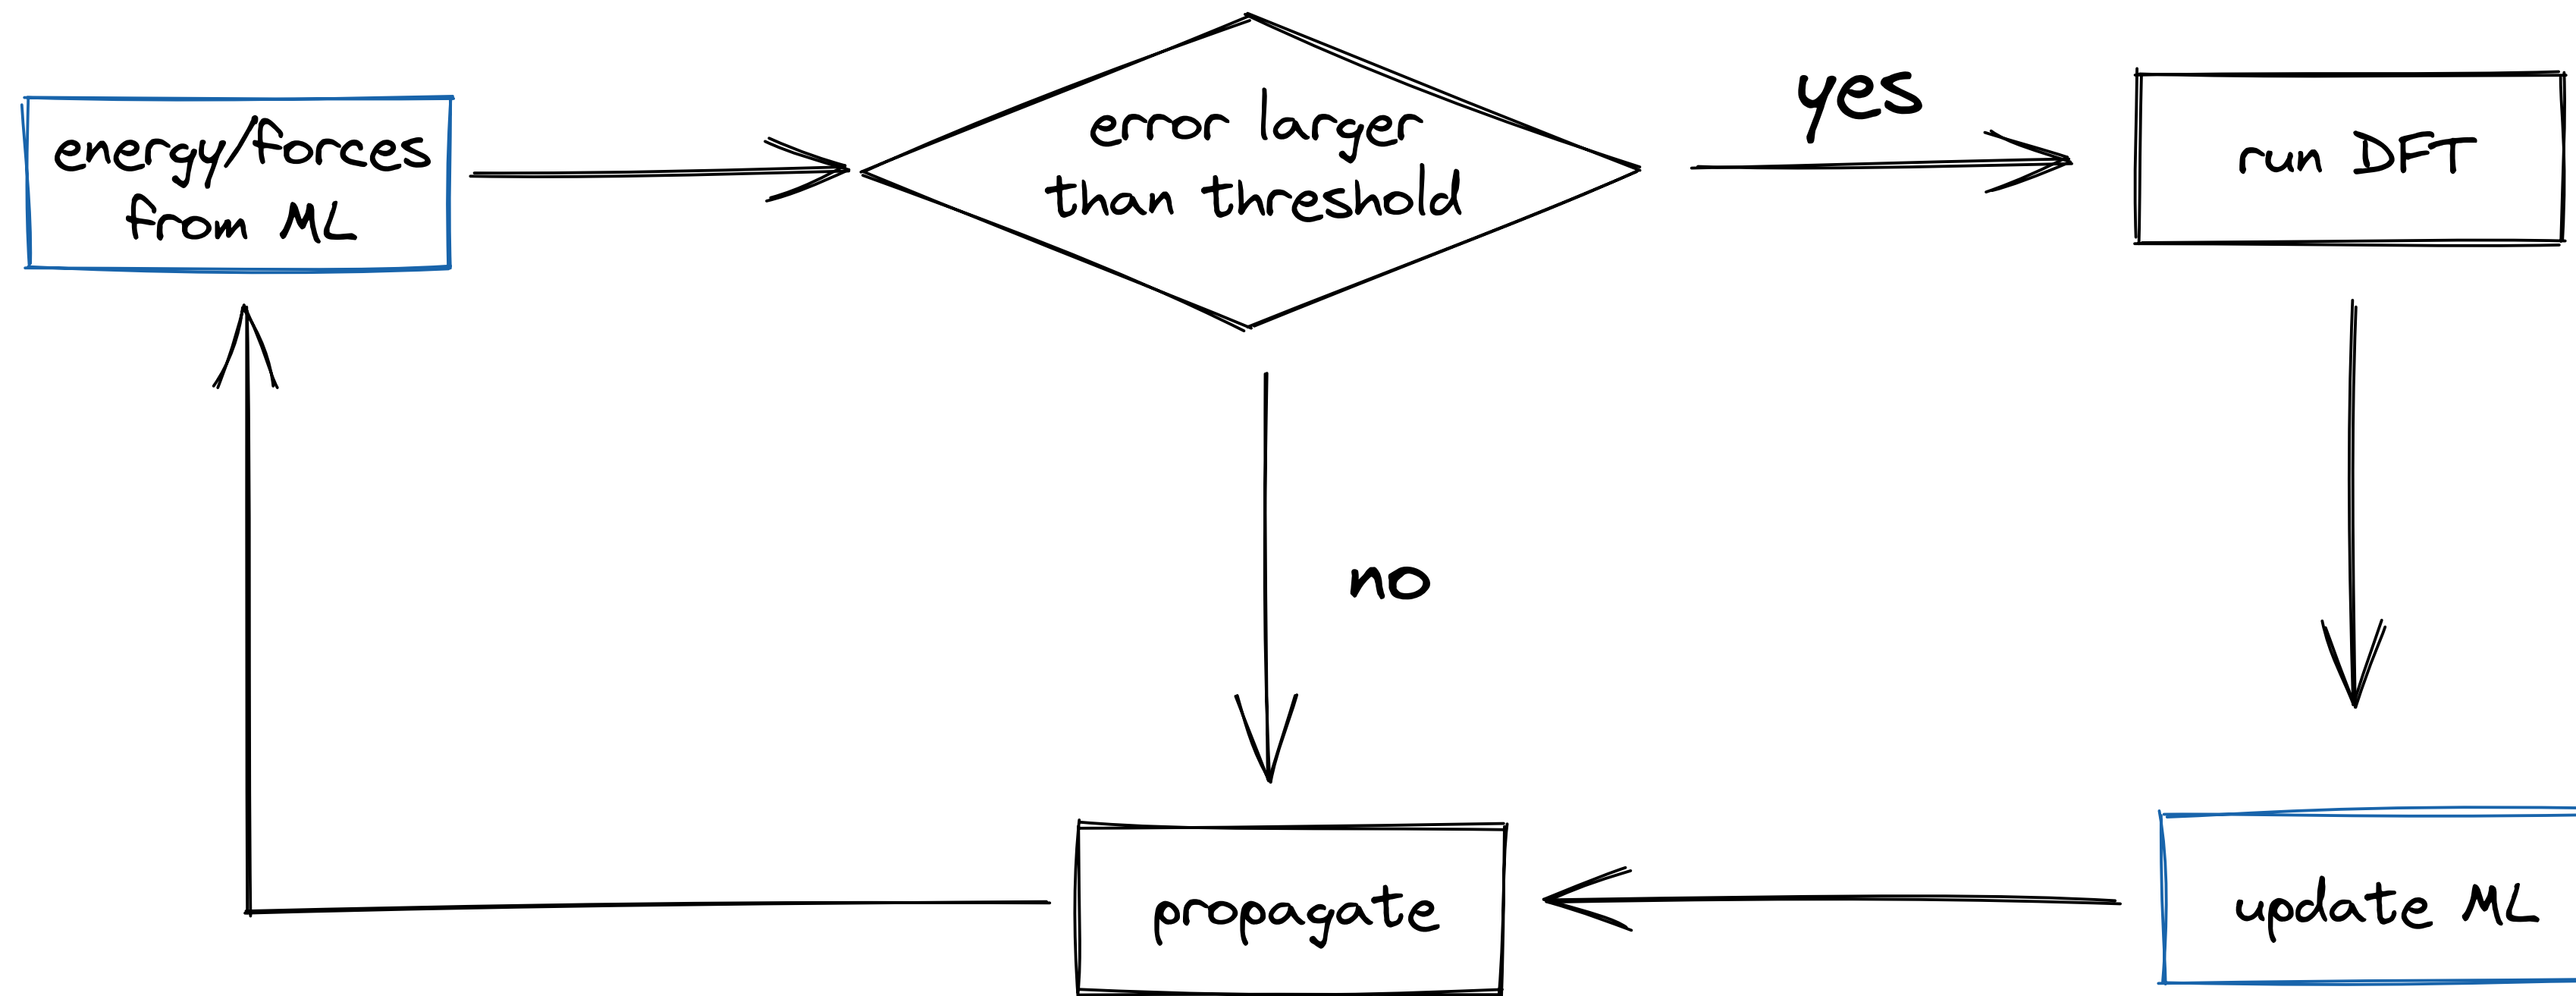 energy/forces
from ML
error larger
than threshold
yes
run DFT
no
propagate
update ML